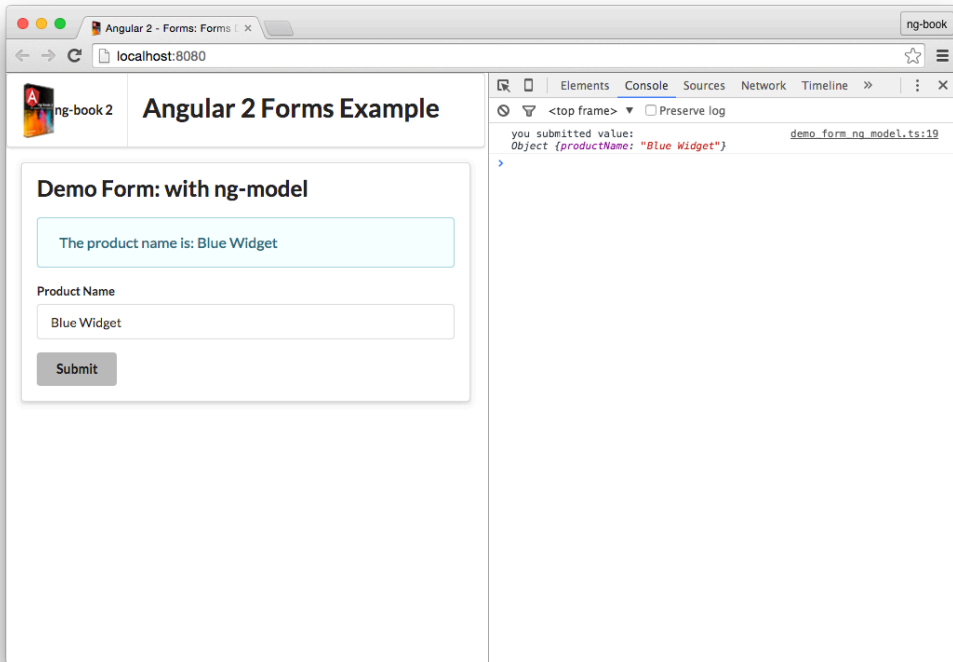 Angular 2 - Forms: Forms
ng-book
localhost:8080
ng-book 2
Angular 2 Forms Example
Demo Form: with ng-model
The product name is: Blue Widget
Product Name
Blue Widget
Submit
Elements Console Sources Network Timeline »
<top frame> ▼ Preserve log
you submitted value: demo_form_ng_model.ts:19
Object {productName: "Blue Widget"}